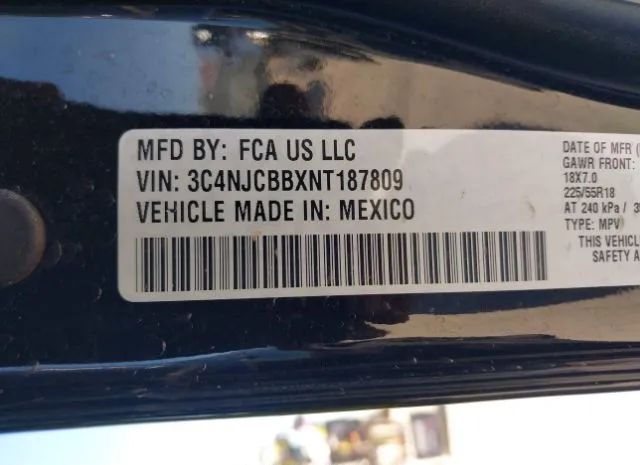 MFD BY: FCA US LLC
VIN: 3C4NJCBBXNT187809
VEHICLE MADE IN: MEXICO
DATE OF MFR
GAWR FRONT:
18X7.0
225/55R18
AT 240 kPa /
TYPE: MPV
THIS VEHICLE
SAFETY